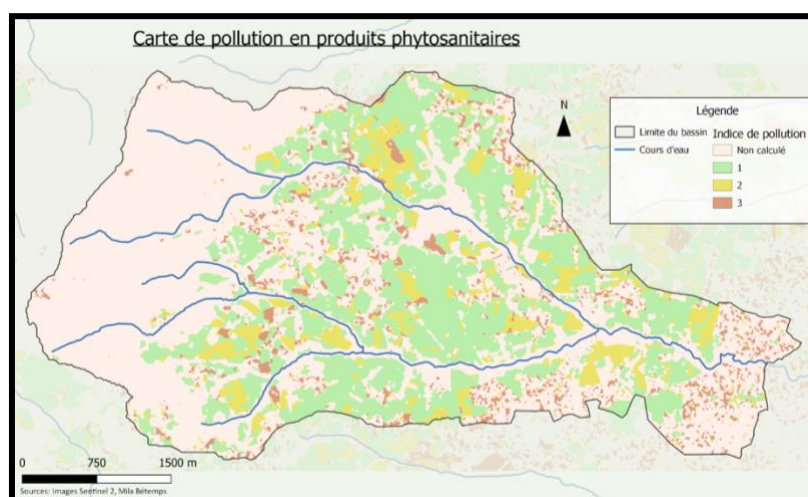 Carte de pollution en produits phytosanitaires
N
Légende
Limite du bassin
Cours d'eau
Indice de pollution
Non calculé
1
2
3
0 750 1500 m
Sources: Images Sentinel 2, Mila Bétemps